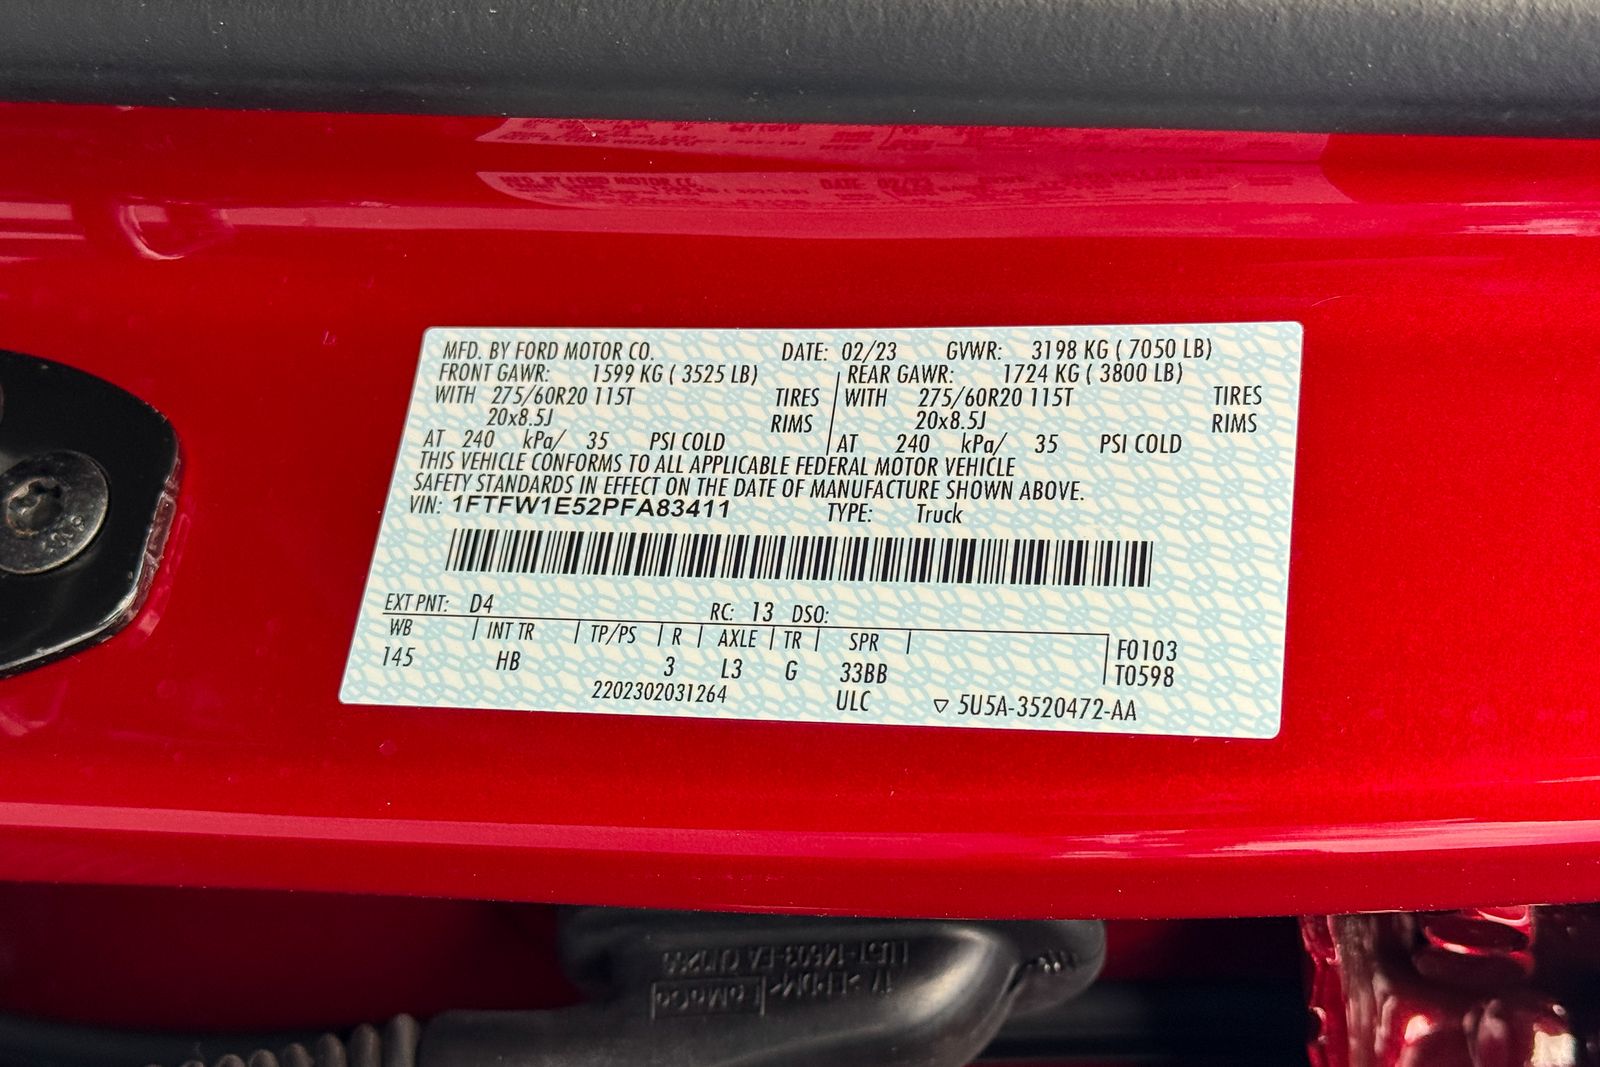 MFD. BY FORD MOTOR CO. DATE: 02/23 GVWR: 3198 KG ( 7050 LB)
FRONT GAWR: 1599 KG ( 3525 LB) REAR GAWR: 1724 KG ( 3800 LB)
WITH 275/60R20 115T TIRES WITH 275/60R20 115T TIRES
20x8.5J RIMS 20x8.5J RIMS
AT 240 kPa/ 35 PSI COLD AT 240 kPa/ 35 PSI COLD
THIS VEHICLE CONFORMS TO ALL APPLICABLE FEDERAL MOTOR VEHICLE
SAFETY STANDARDS IN EFFECT ON THE DATE OF MANUFACTURE SHOWN ABOVE.
VIN: 1FTFW1E52PFA83411 TYPE: Truck
EXT PNT: D4 RC: 13 DSO:
WB INT TR TP/PS R AXLE TR SPR F0103
145 HB 3 L3 G 33BB T0598
2202302031264 ULC ▽ 5U5A-3520472-AA
FoMoCo